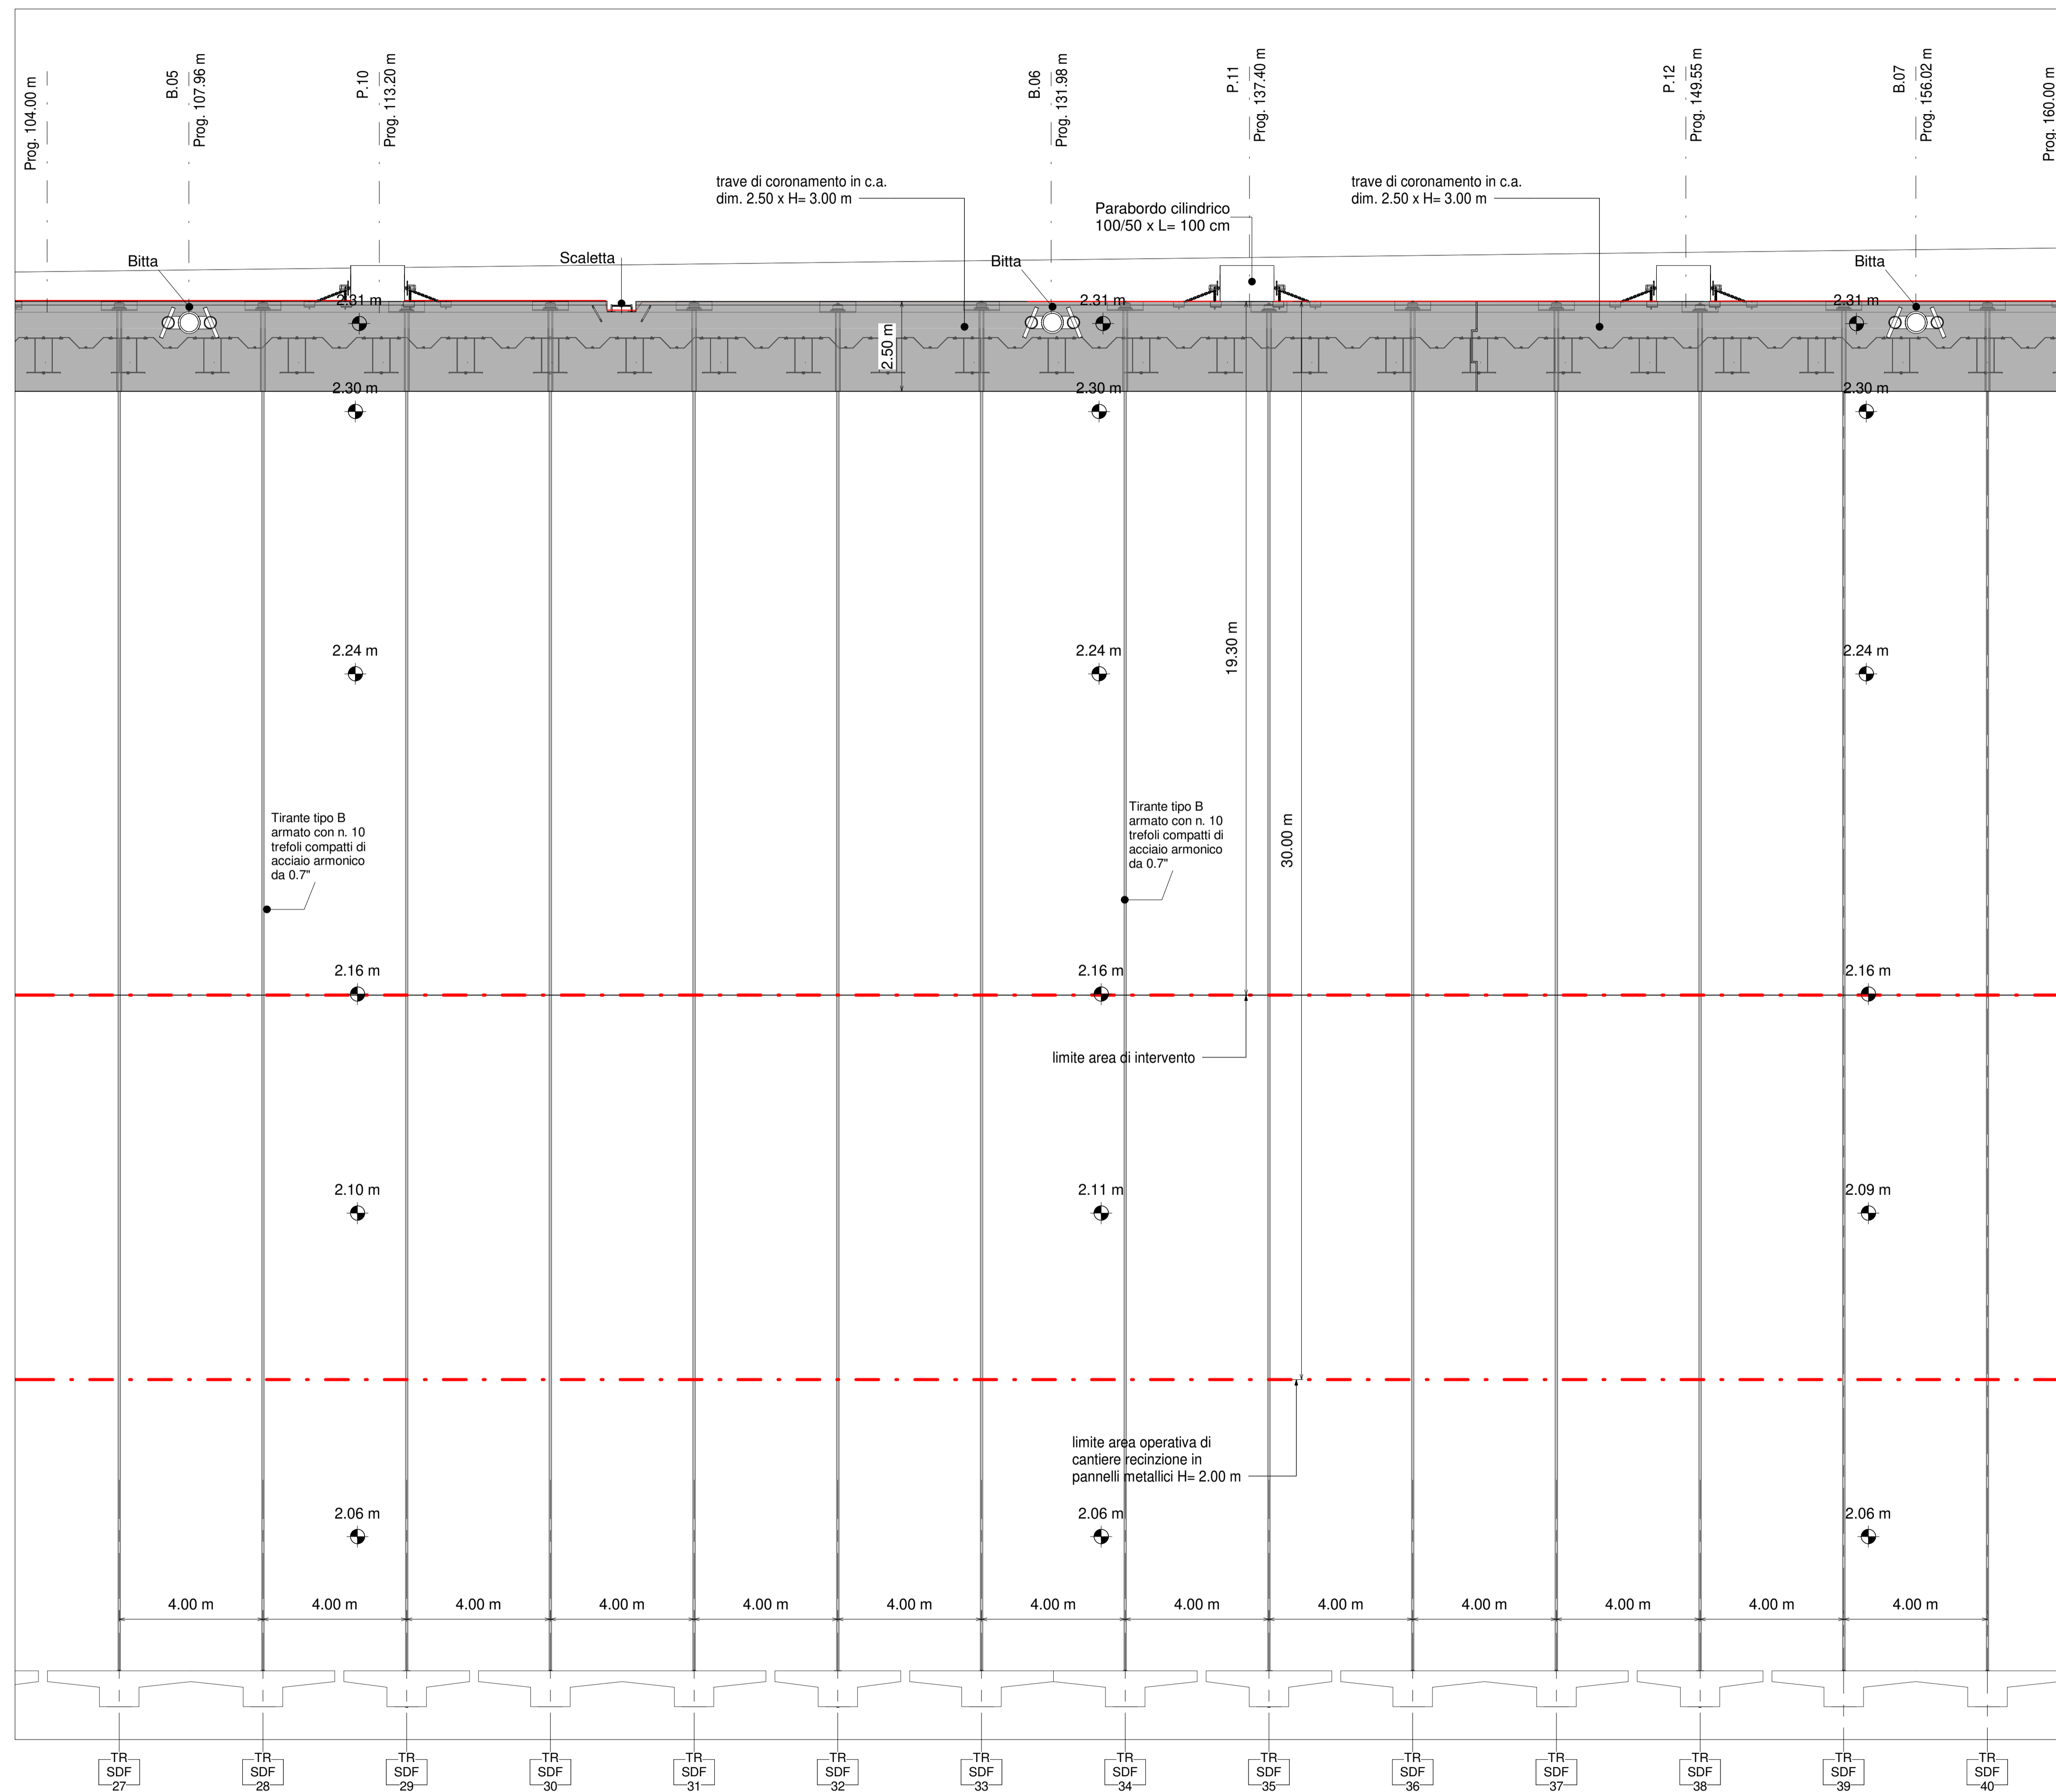 Prog. 104.00 m
B.05
Prog. 107.96 m
P.10
Prog. 113.20 m
B.06
Prog. 131.98 m
P.11
Prog. 137.40 m
P.12
Prog. 149.55 m
B.07
Prog. 156.02 m
Prog. 160.00 m
trave di coronamento in c.a.
dim. 2.50 x H= 3.00 m
Parabordo cilindrico
100/50 x L= 100 cm
trave di coronamento in c.a.
dim. 2.50 x H= 3.00 m
Bitta
Scaletta
Bitta
Bitta
2.31 m
2.31 m
2.31 m
2.50 m
2.30 m
2.30 m
2.30 m
19.30 m
2.24 m
2.24 m
2.24 m
30.00 m
Tirante tipo B
armato con n. 10
trefoli compatti di
acciaio armonico
da 0.7"
Tirante tipo B
armato con n. 10
trefoli compatti di
acciaio armonico
da 0.7"
2.16 m
2.16 m
2.16 m
limite area di intervento
2.10 m
2.11 m
2.09 m
limite area operativa di
cantiere recinzione in
pannelli metallici H= 2.00 m
2.06 m
2.06 m
2.06 m
4.00 m
4.00 m
4.00 m
4.00 m
4.00 m
4.00 m
4.00 m
4.00 m
4.00 m
4.00 m
4.00 m
4.00 m
4.00 m
TR
SDF
27
TR
SDF
28
TR
SDF
29
TR
SDF
30
TR
SDF
31
TR
SDF
32
TR
SDF
33
TR
SDF
34
TR
SDF
35
TR
SDF
36
TR
SDF
37
TR
SDF
38
TR
SDF
39
TR
SDF
40